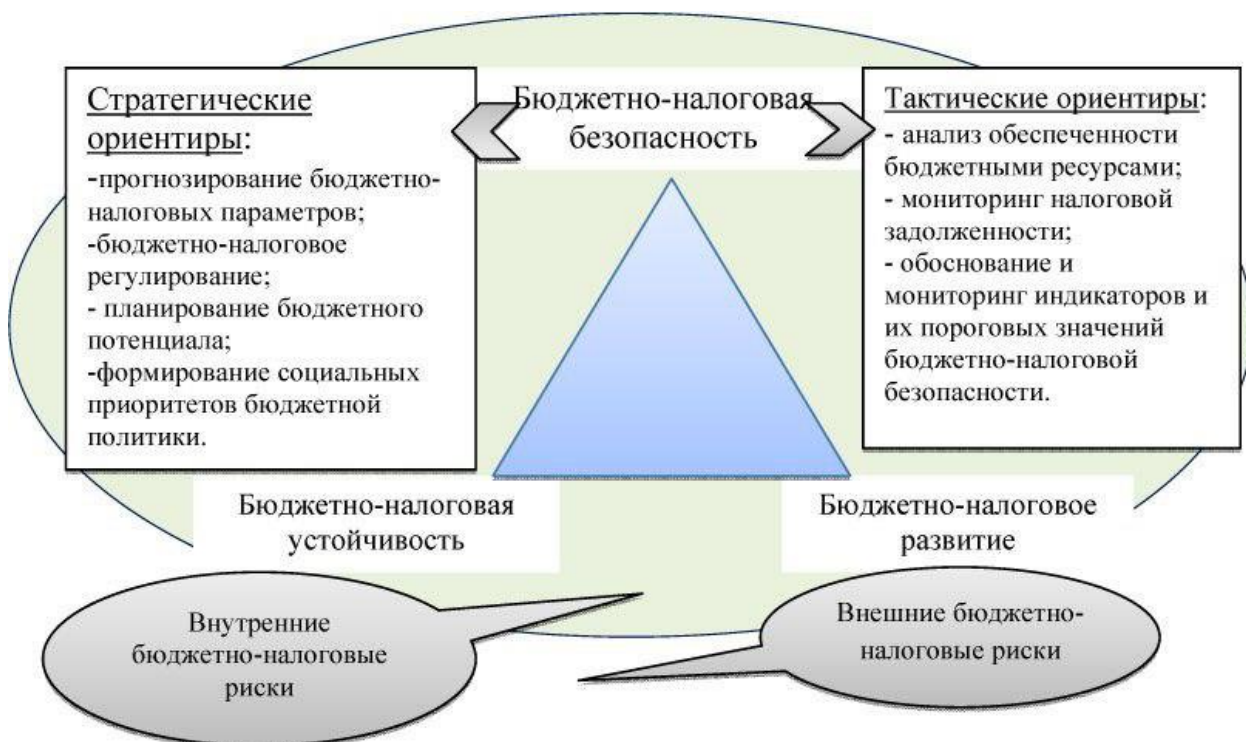 Стратегические
ориентиры:
-прогнозирование бюджетно-
налоговых параметров;
-бюджетно-налоговое
регулирование;
- планирование бюджетного
потенциала;
-формирование социальных
приоритетов бюджетной
политики.
Бюджетно-налоговая
безопасность
Тактические ориентиры:
- анализ обеспеченности
бюджетными ресурсами;
- мониторинг налоговой
задолженности;
- обоснование и
мониторинг индикаторов и
их пороговых значений
бюджетно-налоговой
безопасности.
Бюджетно-налоговая
устойчивость
Бюджетно-налоговое
развитие
Внутренние
бюджетно-налоговые
риски
Внешние бюджетно-
налоговые риски